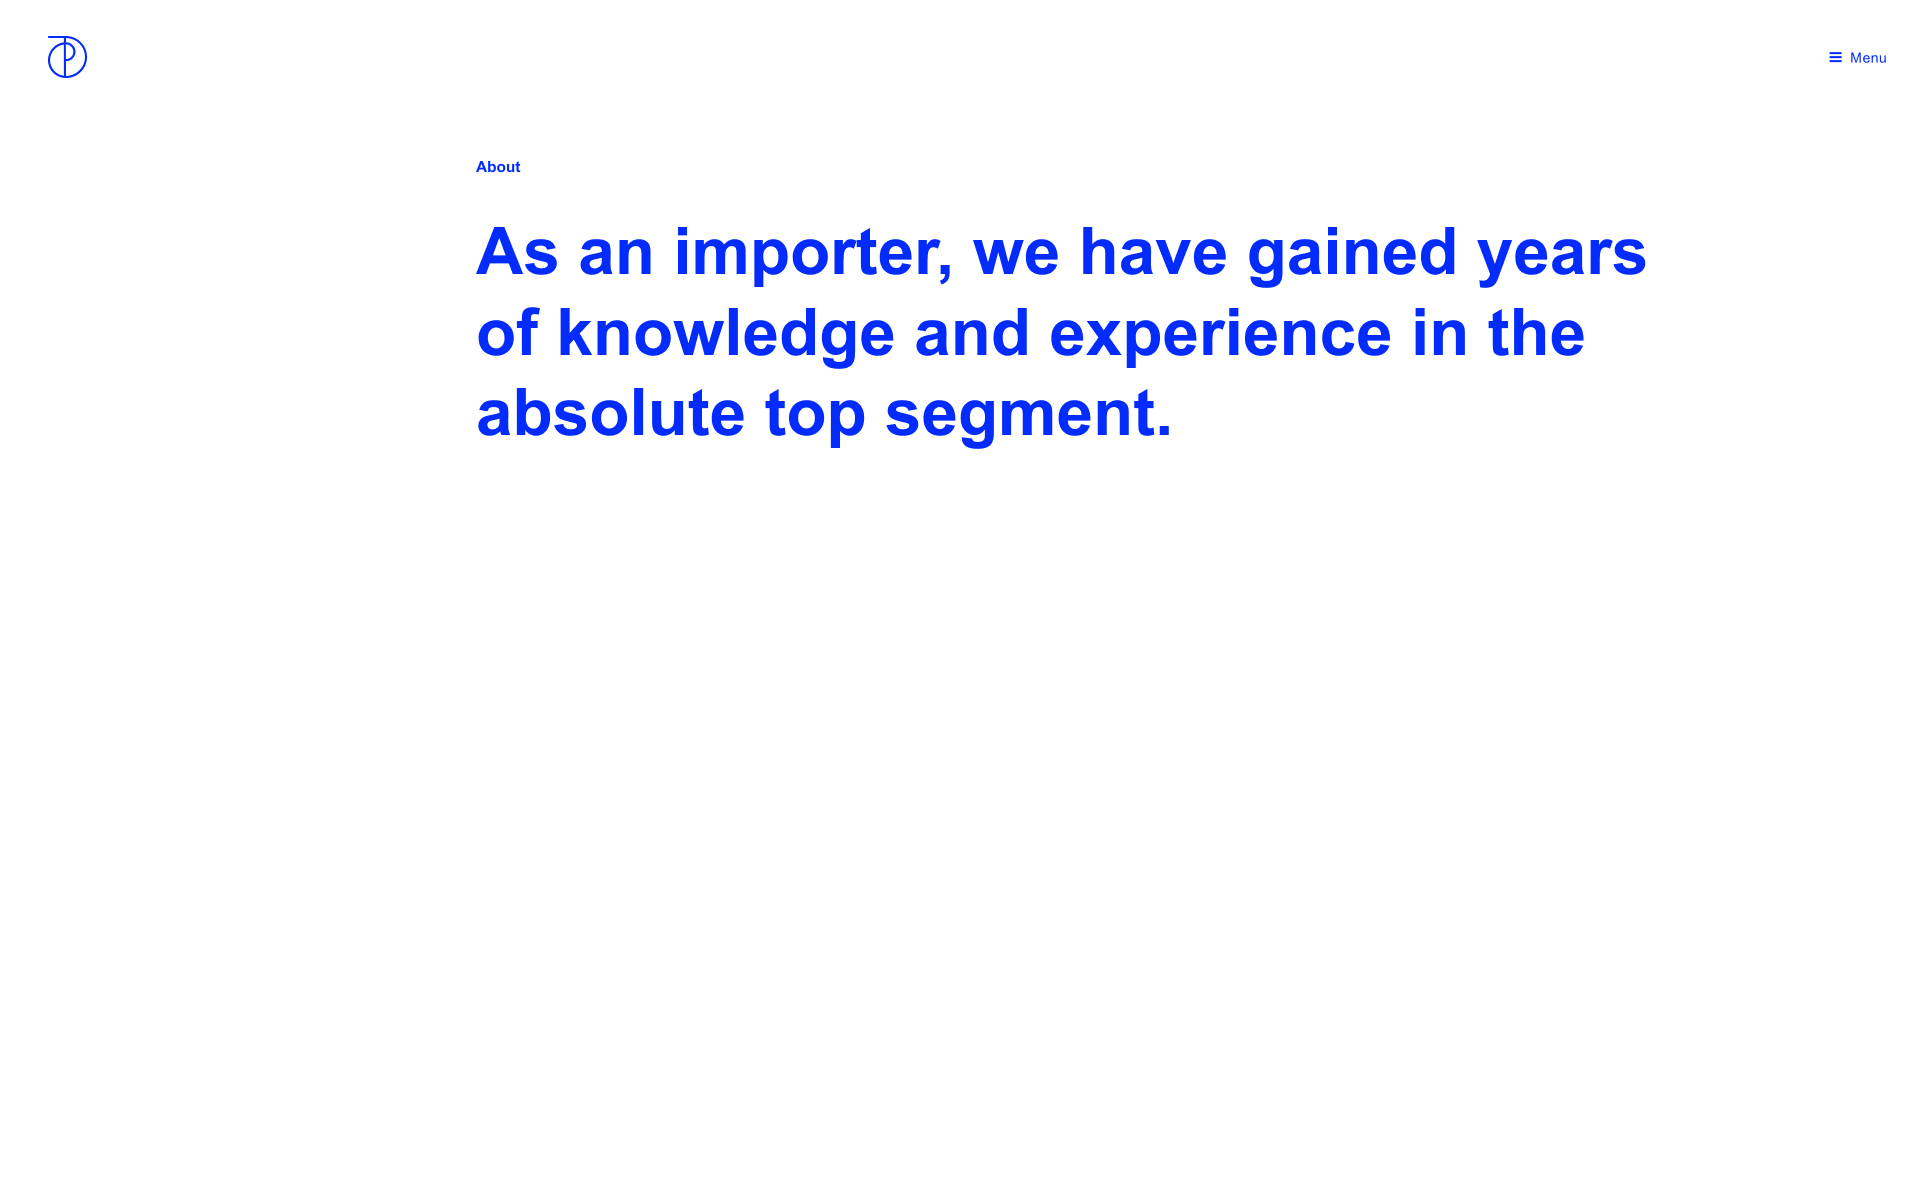 Menu
About
As an importer, we have gained years
of knowledge and experience in the
absolute top segment.